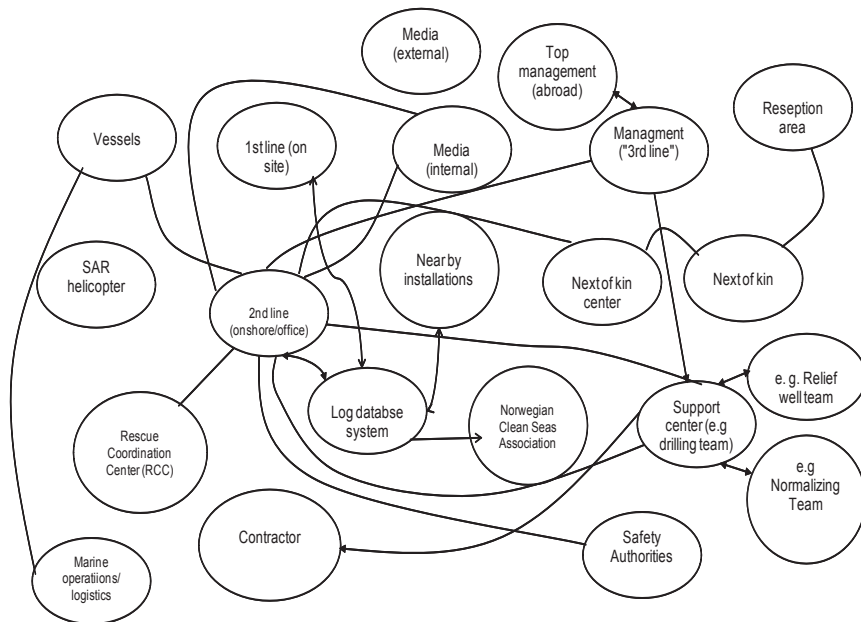 Media
(external)
Top
management
(abroad)
Reseption
area
Vessels
1st line (on
site)
Media
(internal)
Managment
("3rd line")
SAR
helicopter
Near by
installations
Next of kin
center
Next of kin
2nd line
(onshore/office)
e. g. Relief
well team
Log databse
system
Norwegian
Clean Seas
Association
Support
center (e.g
drilling team)
Rescue
Coordination
Center (RCC)
e.g
Normalizing
Team
Contractor
Safety
Authorities
Marine
operatiions/
logistics